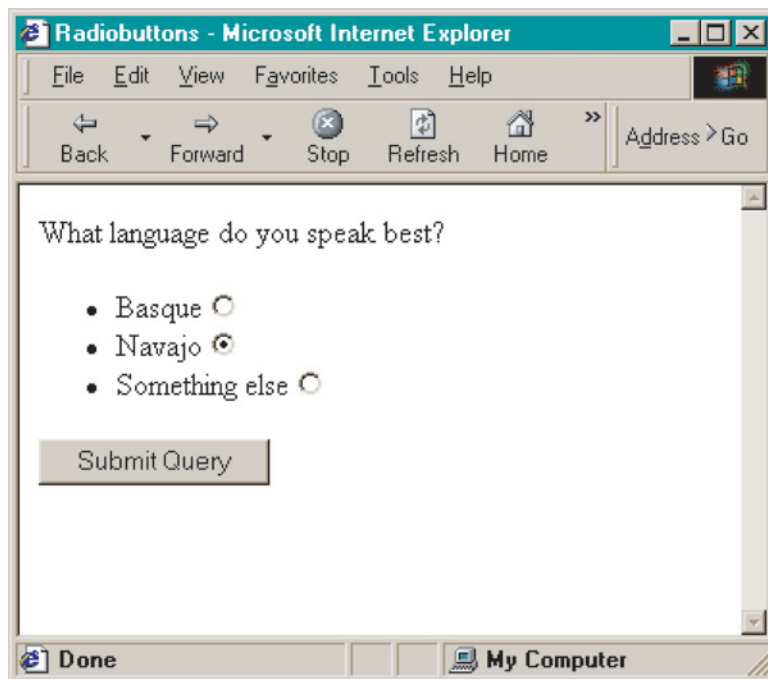 Radiobuttons - Microsoft Internet Explorer
File Edit View Favorites Tools Help
Back Forward Stop Refresh Home » Address Go
What language do you speak best?
• Basque
• Navajo
• Something else
Submit Query
Done My Computer